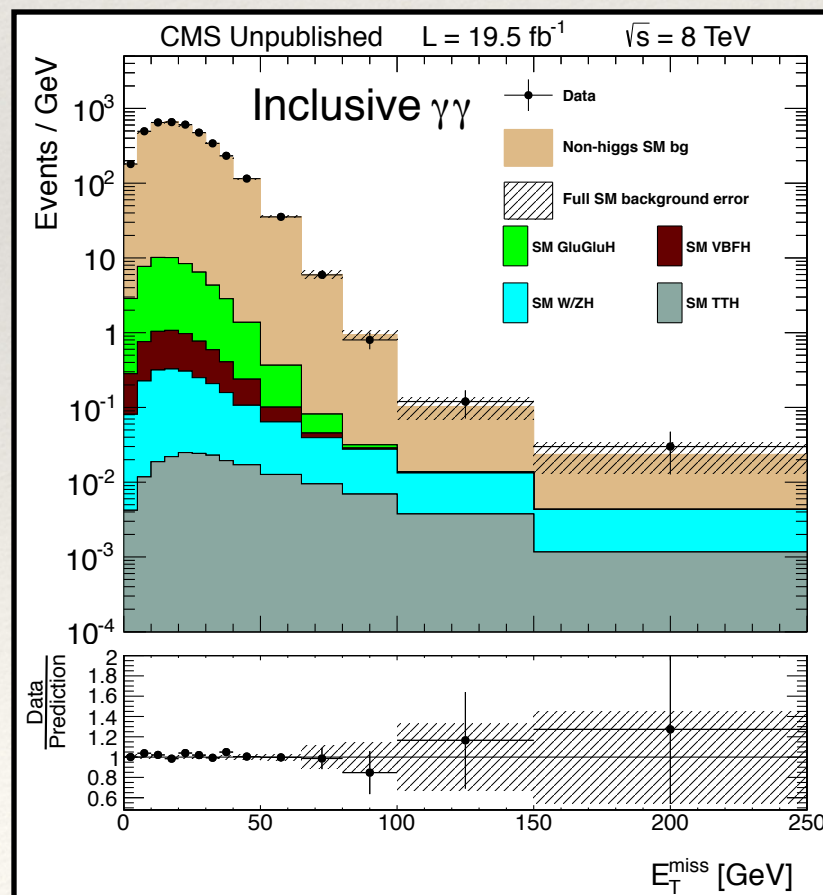 CMS Unpublished L = 19.5 fb⁻¹ √s = 8 TeV
Events / GeV
10³
10²
10
1
10⁻¹
10⁻²
10⁻³
10⁻⁴
Inclusive γγ
Data
Non-higgs SM bg
Full SM background error
SM GluGluH SM VBFH
SM W/ZH SM TTH
Data
Prediction
2
1.8
1.6
1.4
1.2
1.0
0.8
0.6
0 50 100 150 200 250
E_T^miss [GeV]